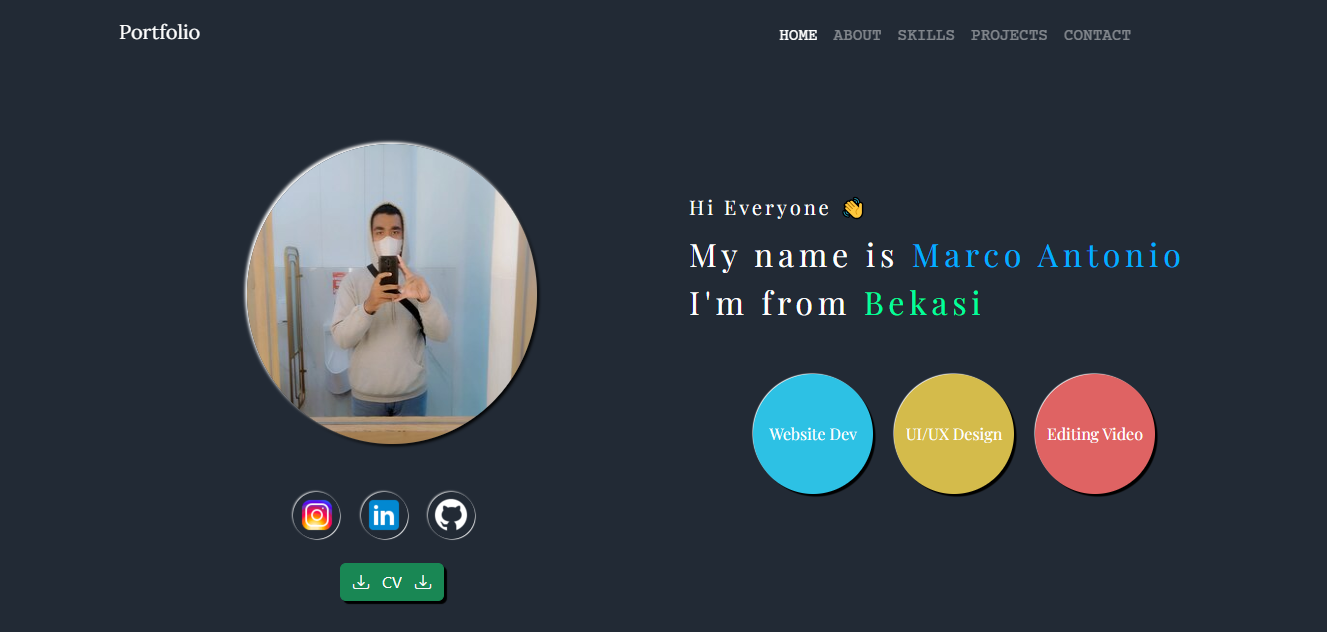 Portfolio
HOME ABOUT SKILLS PROJECTS CONTACT
Hi Everyone 👋
My name is Marco Antonio
I'm from Bekasi
Website Dev
UI/UX Design
Editing Video
in
CV